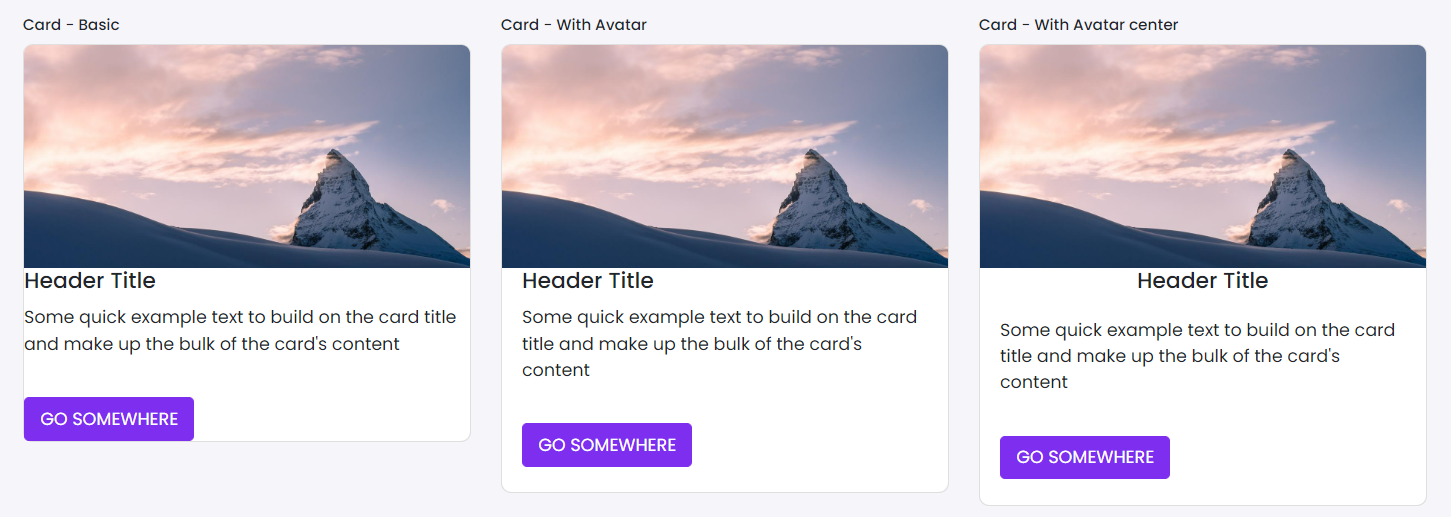 Card - Basic
Card - With Avatar
Card - With Avatar center
Header Title
Some quick example text to build on the card title
and make up the bulk of the card's content
GO SOMEWHERE
Header Title
Some quick example text to build on the card
title and make up the bulk of the card's
content
GO SOMEWHERE
Header Title
Some quick example text to build on the card
title and make up the bulk of the card's
content
GO SOMEWHERE